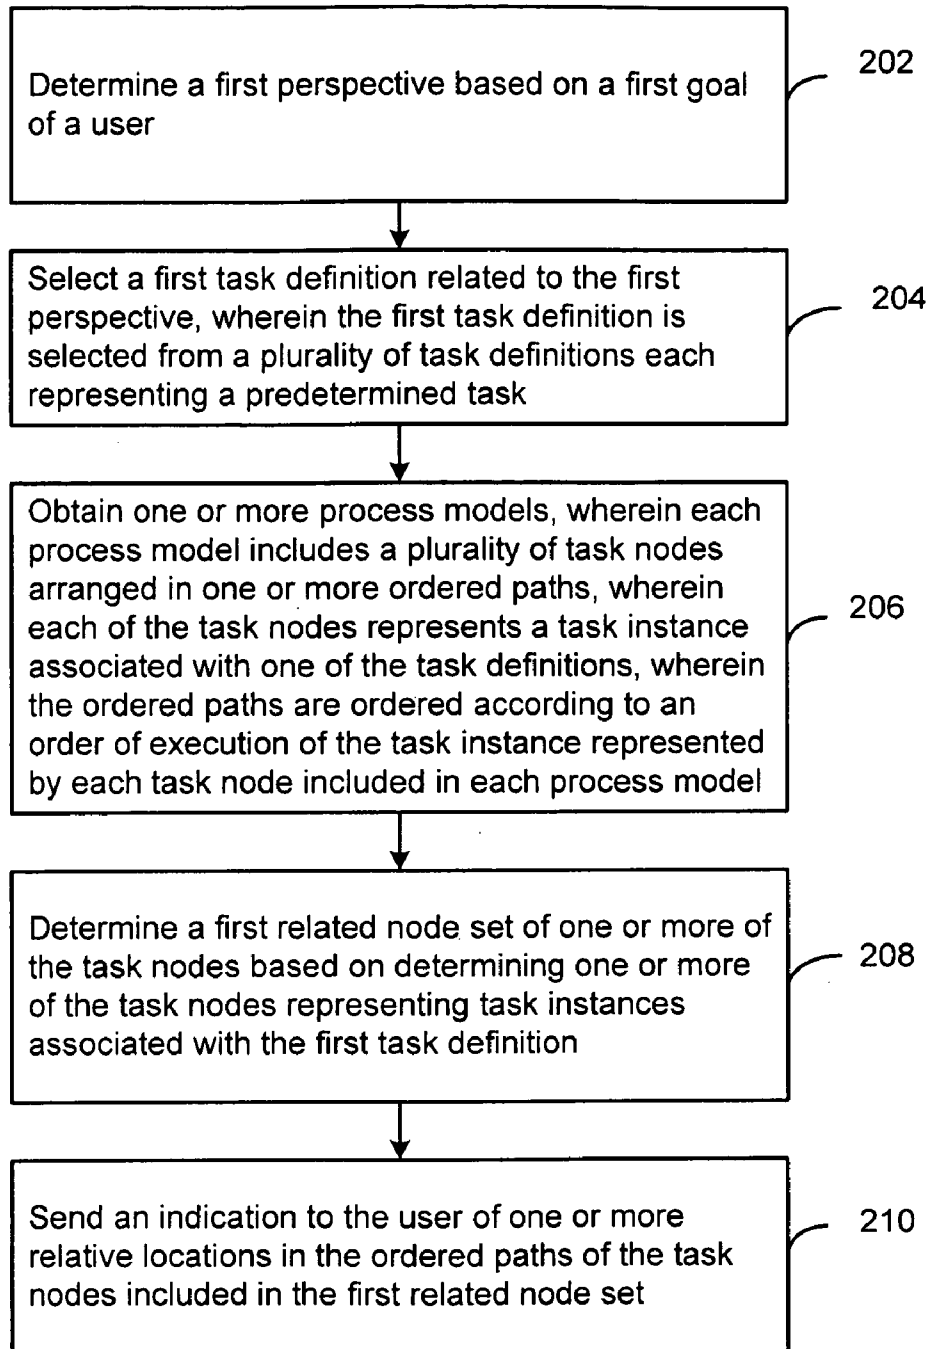 Determine a first perspective based on a first goal
of a user
202
Select a first task definition related to the first
perspective, wherein the first task definition is
selected from a plurality of task definitions each
representing a predetermined task
204
Obtain one or more process models, wherein each
process model includes a plurality of task nodes
arranged in one or more ordered paths, wherein
each of the task nodes represents a task instance
associated with one of the task definitions, wherein
the ordered paths are ordered according to an
order of execution of the task instance represented
by each task node included in each process model
206
Determine a first related node set of one or more of
the task nodes based on determining one or more
of the task nodes representing task instances
associated with the first task definition
208
Send an indication to the user of one or more
relative locations in the ordered paths of the task
nodes included in the first related node set
210